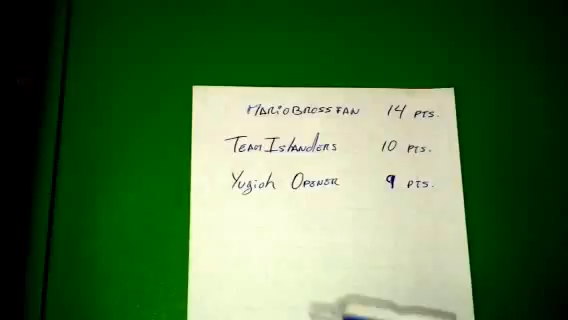 MarioBrossFan 14 pts.
Team Islanders 10 pts.
Yugioh Opener 9 pts.